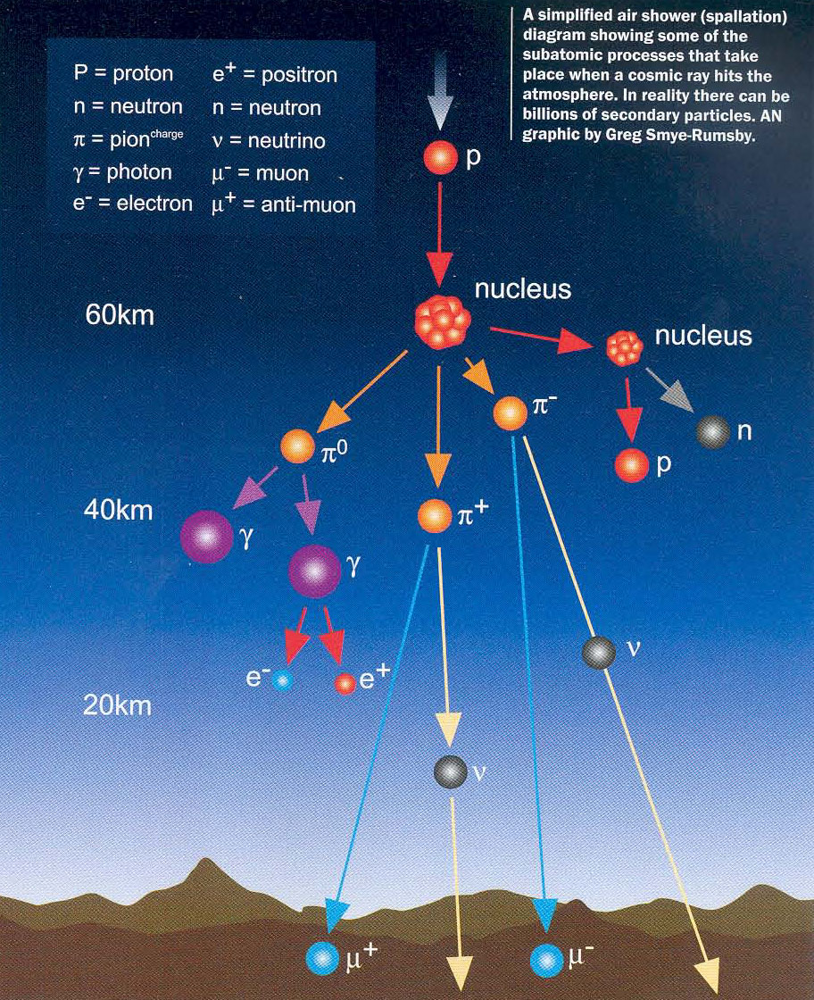 A simplified air shower (spallation)
diagram showing some of the
subatomic processes that take
place when a cosmic ray hits the
atmosphere. In reality there can be
billions of secondary particles. AN
graphic by Greg Smye-Rumsby.
P = proton e⁺ = positron
n = neutron n = neutron
π = pion^charge ν = neutrino
γ = photon μ⁻ = muon
e⁻ = electron μ⁺ = anti-muon
p
nucleus
60km
nucleus
π⁻
n
π⁰
p
40km
π⁺
γ
γ
ν
e⁻ e⁺
20km
ν
μ⁺ μ⁻